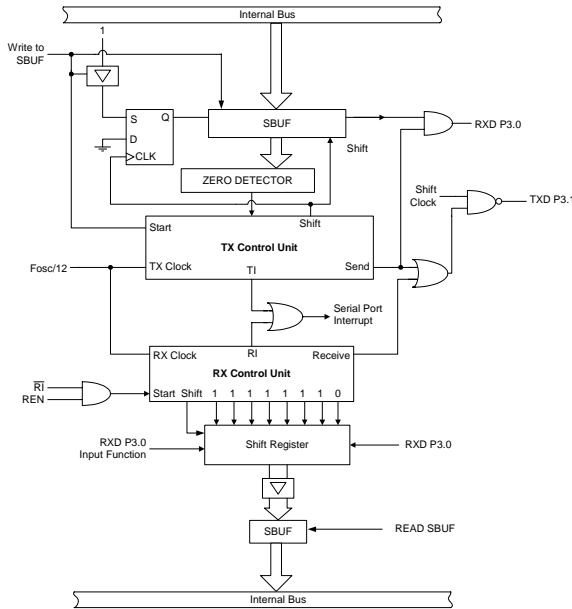 Internal Bus
1
Write to
SBUF
S Q
D
CLK
SBUF
Shift
RXD P3.0
ZERO DETECTOR
Shift
Clock
TXD P3.1
Start
Shift
TX Control Unit
Fosc/12
TX Clock
TI
Send
Serial Port
Interrupt
RX Clock
RI
Receive
RX Control Unit
RI
REN
Start Shift 1 1 1 1 1 1 1 0
RXD P3.0
Input Function
Shift Register
RXD P3.0
SBUF
READ SBUF
Internal Bus